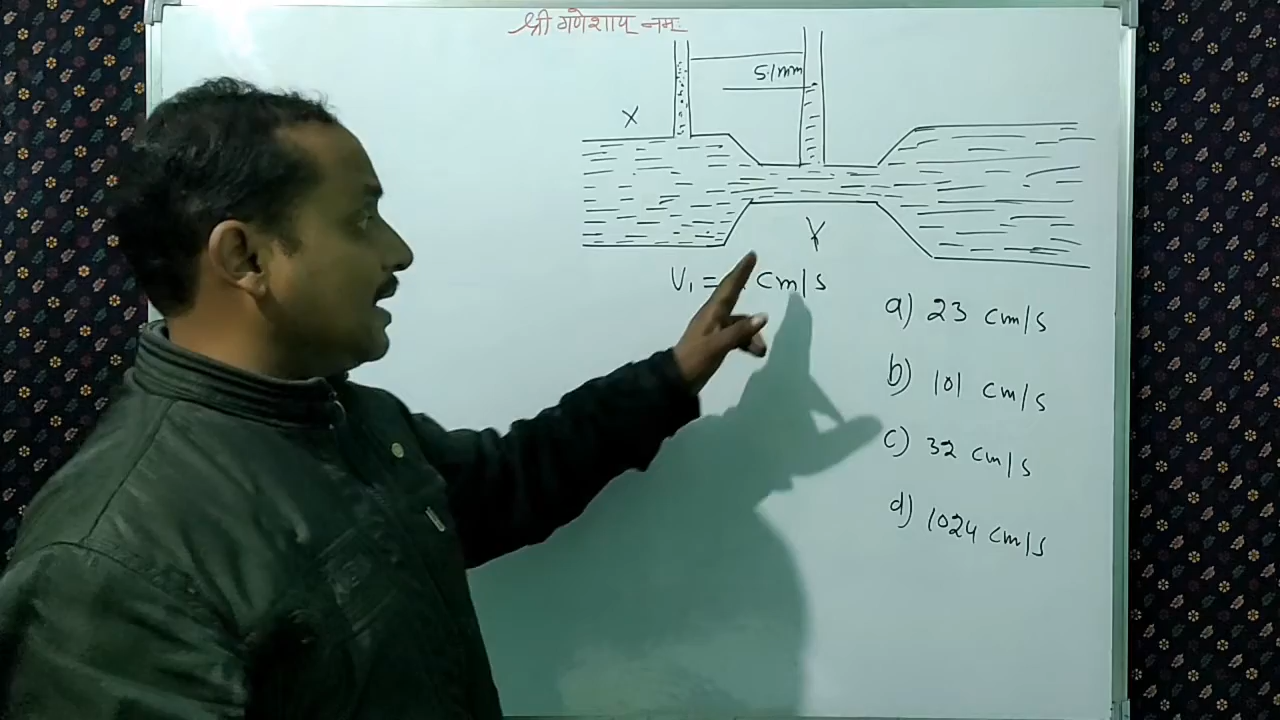 श्री गणेशाय नमः
5.1mm
X
Y
V₁ = cm/s
a) 23 cm/s
b) 101 cm/s
c) 32 cm/s
d) 1024 cm/s